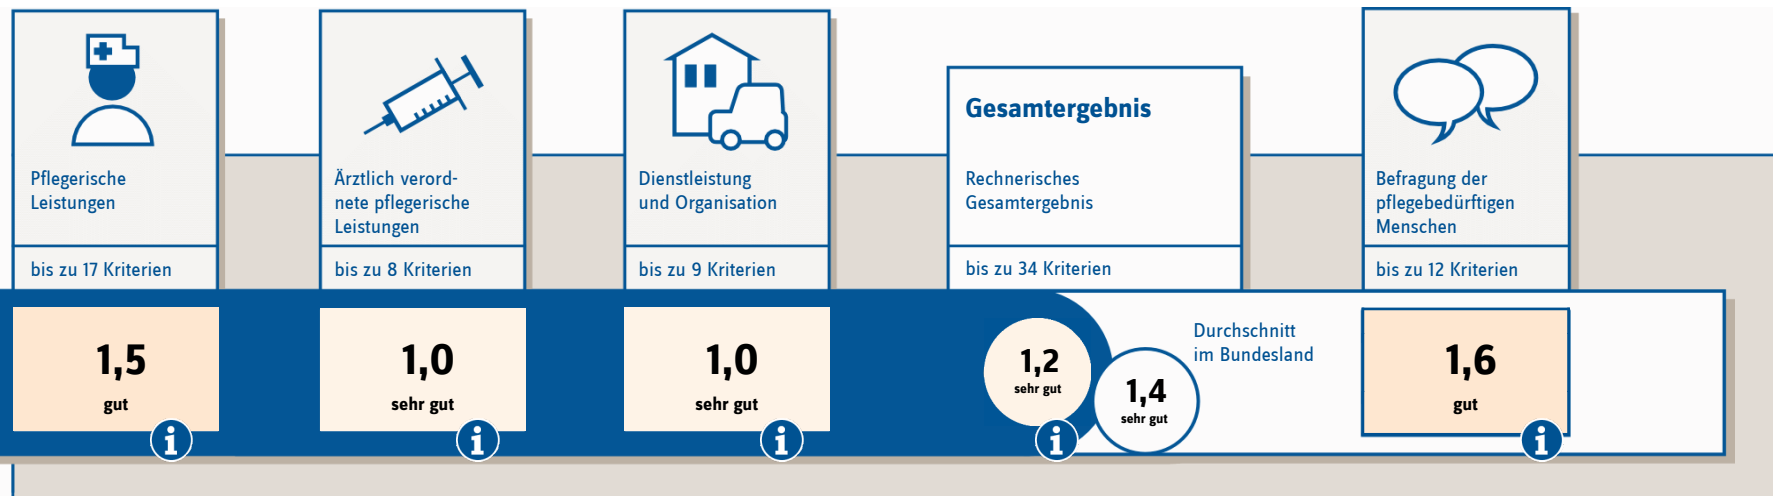 Pflegerische
Leistungen
bis zu 17 Kriterien
1,5
gut
Ärztlich verord-
nete pflegerische
Leistungen
bis zu 8 Kriterien
1,0
sehr gut
Dienstleistung
und Organisation
bis zu 9 Kriterien
1,0
sehr gut
Gesamtergebnis
Rechnerisches
Gesamtergebnis
bis zu 34 Kriterien
1,2
sehr gut
1,4
sehr gut
Durchschnitt
im Bundesland
Befragung der
pflegebedürftigen
Menschen
bis zu 12 Kriterien
1,6
gut